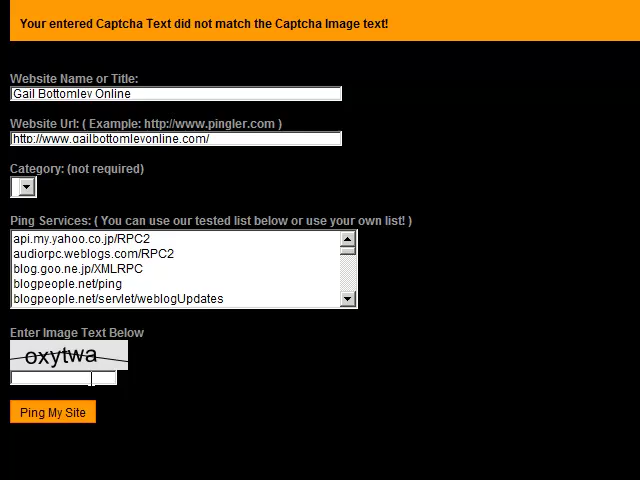 Your entered Captcha Text did not match the Captcha Image text!
Website Name or Title:
Gail Bottomley Online
Website Url: ( Example: http://www.pingler.com )
http://www.gailbottomleyonline.com/
Category: (not required)
Ping Services: ( You can use our tested list below or use your own list! )
api.my.yahoo.co.jp/RPC2
audiorpc.weblogs.com/RPC2
blog.goo.ne.jp/XMLRPC
blogpeople.net/ping
blogpeople.net/servlet/weblogUpdates
Enter Image Text Below
oxytwa
Ping My Site